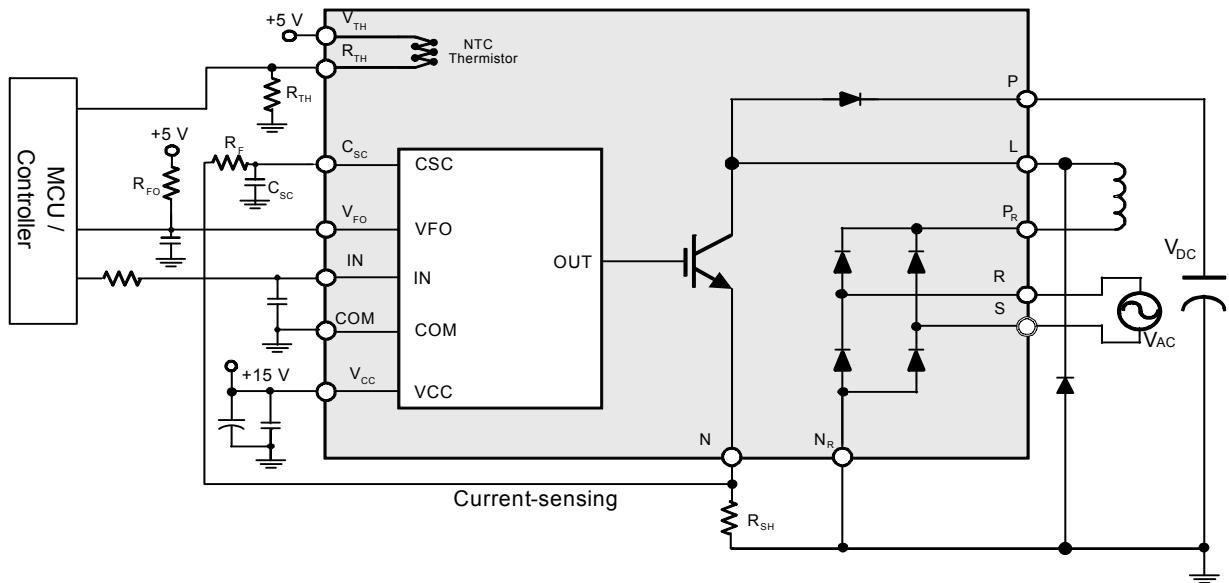 +5 V
V_TH
R_TH
NTC
Thermistor
R_TH
MCU /
Controller
+5 V
R_FO
R_F
C_SC
C_SC
V_FO
IN
COM
+15 V
V_CC
CSC
VFO
IN
COM
VCC
OUT
P
L
P_R
R
S
V_DC
V_AC
N
N_R
Current-sensing
R_SH